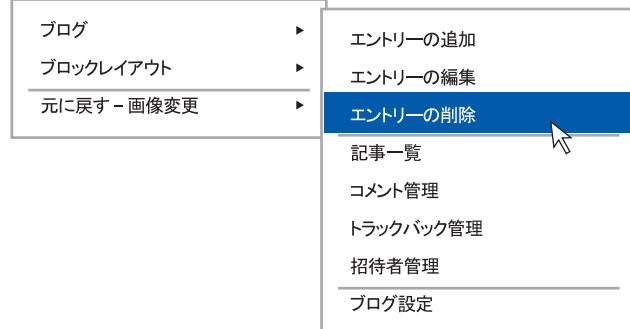 ブログ
ブロックレイアウト
元に戻す – 画像変更
エントリーの追加
エントリーの編集
エントリーの削除
記事一覧
コメント管理
トラックバック管理
招待者管理
ブログ設定